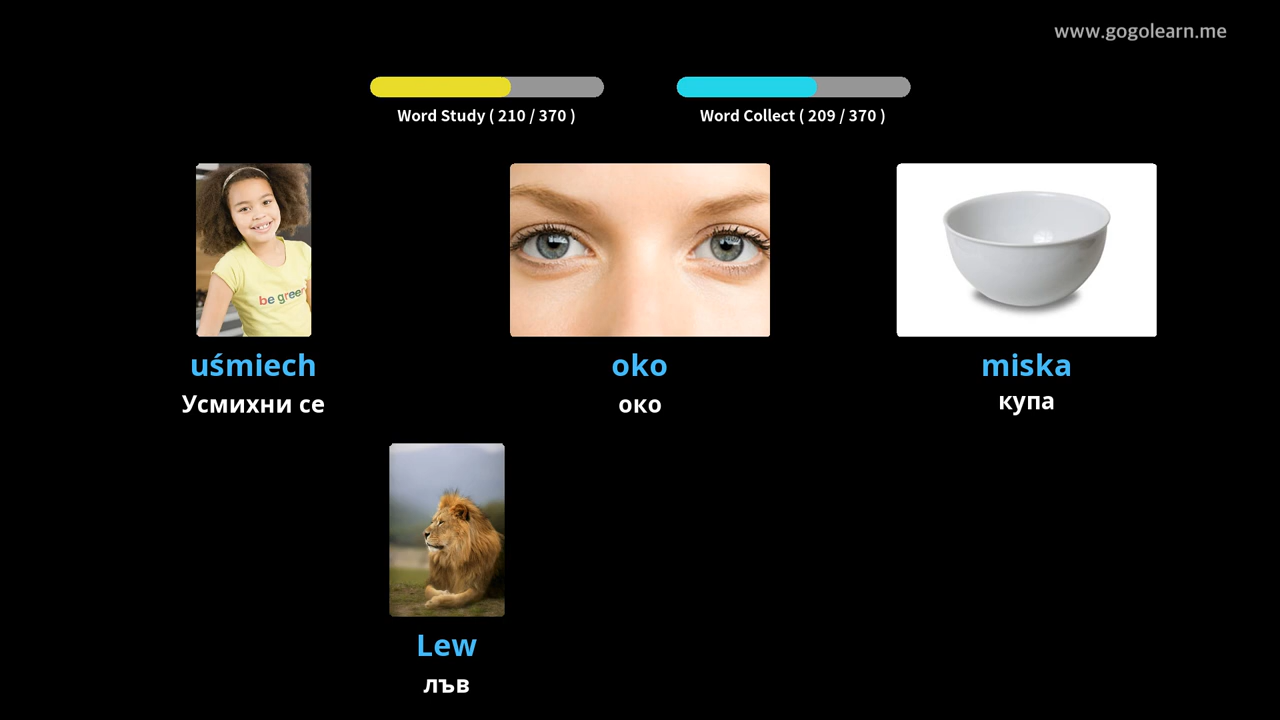 www.gogolearn.me
Word Study ( 210 / 370 )
Word Collect ( 209 / 370 )
be green
uśmiech
Усмихни се
oko
око
miska
купа
Lew
лъв